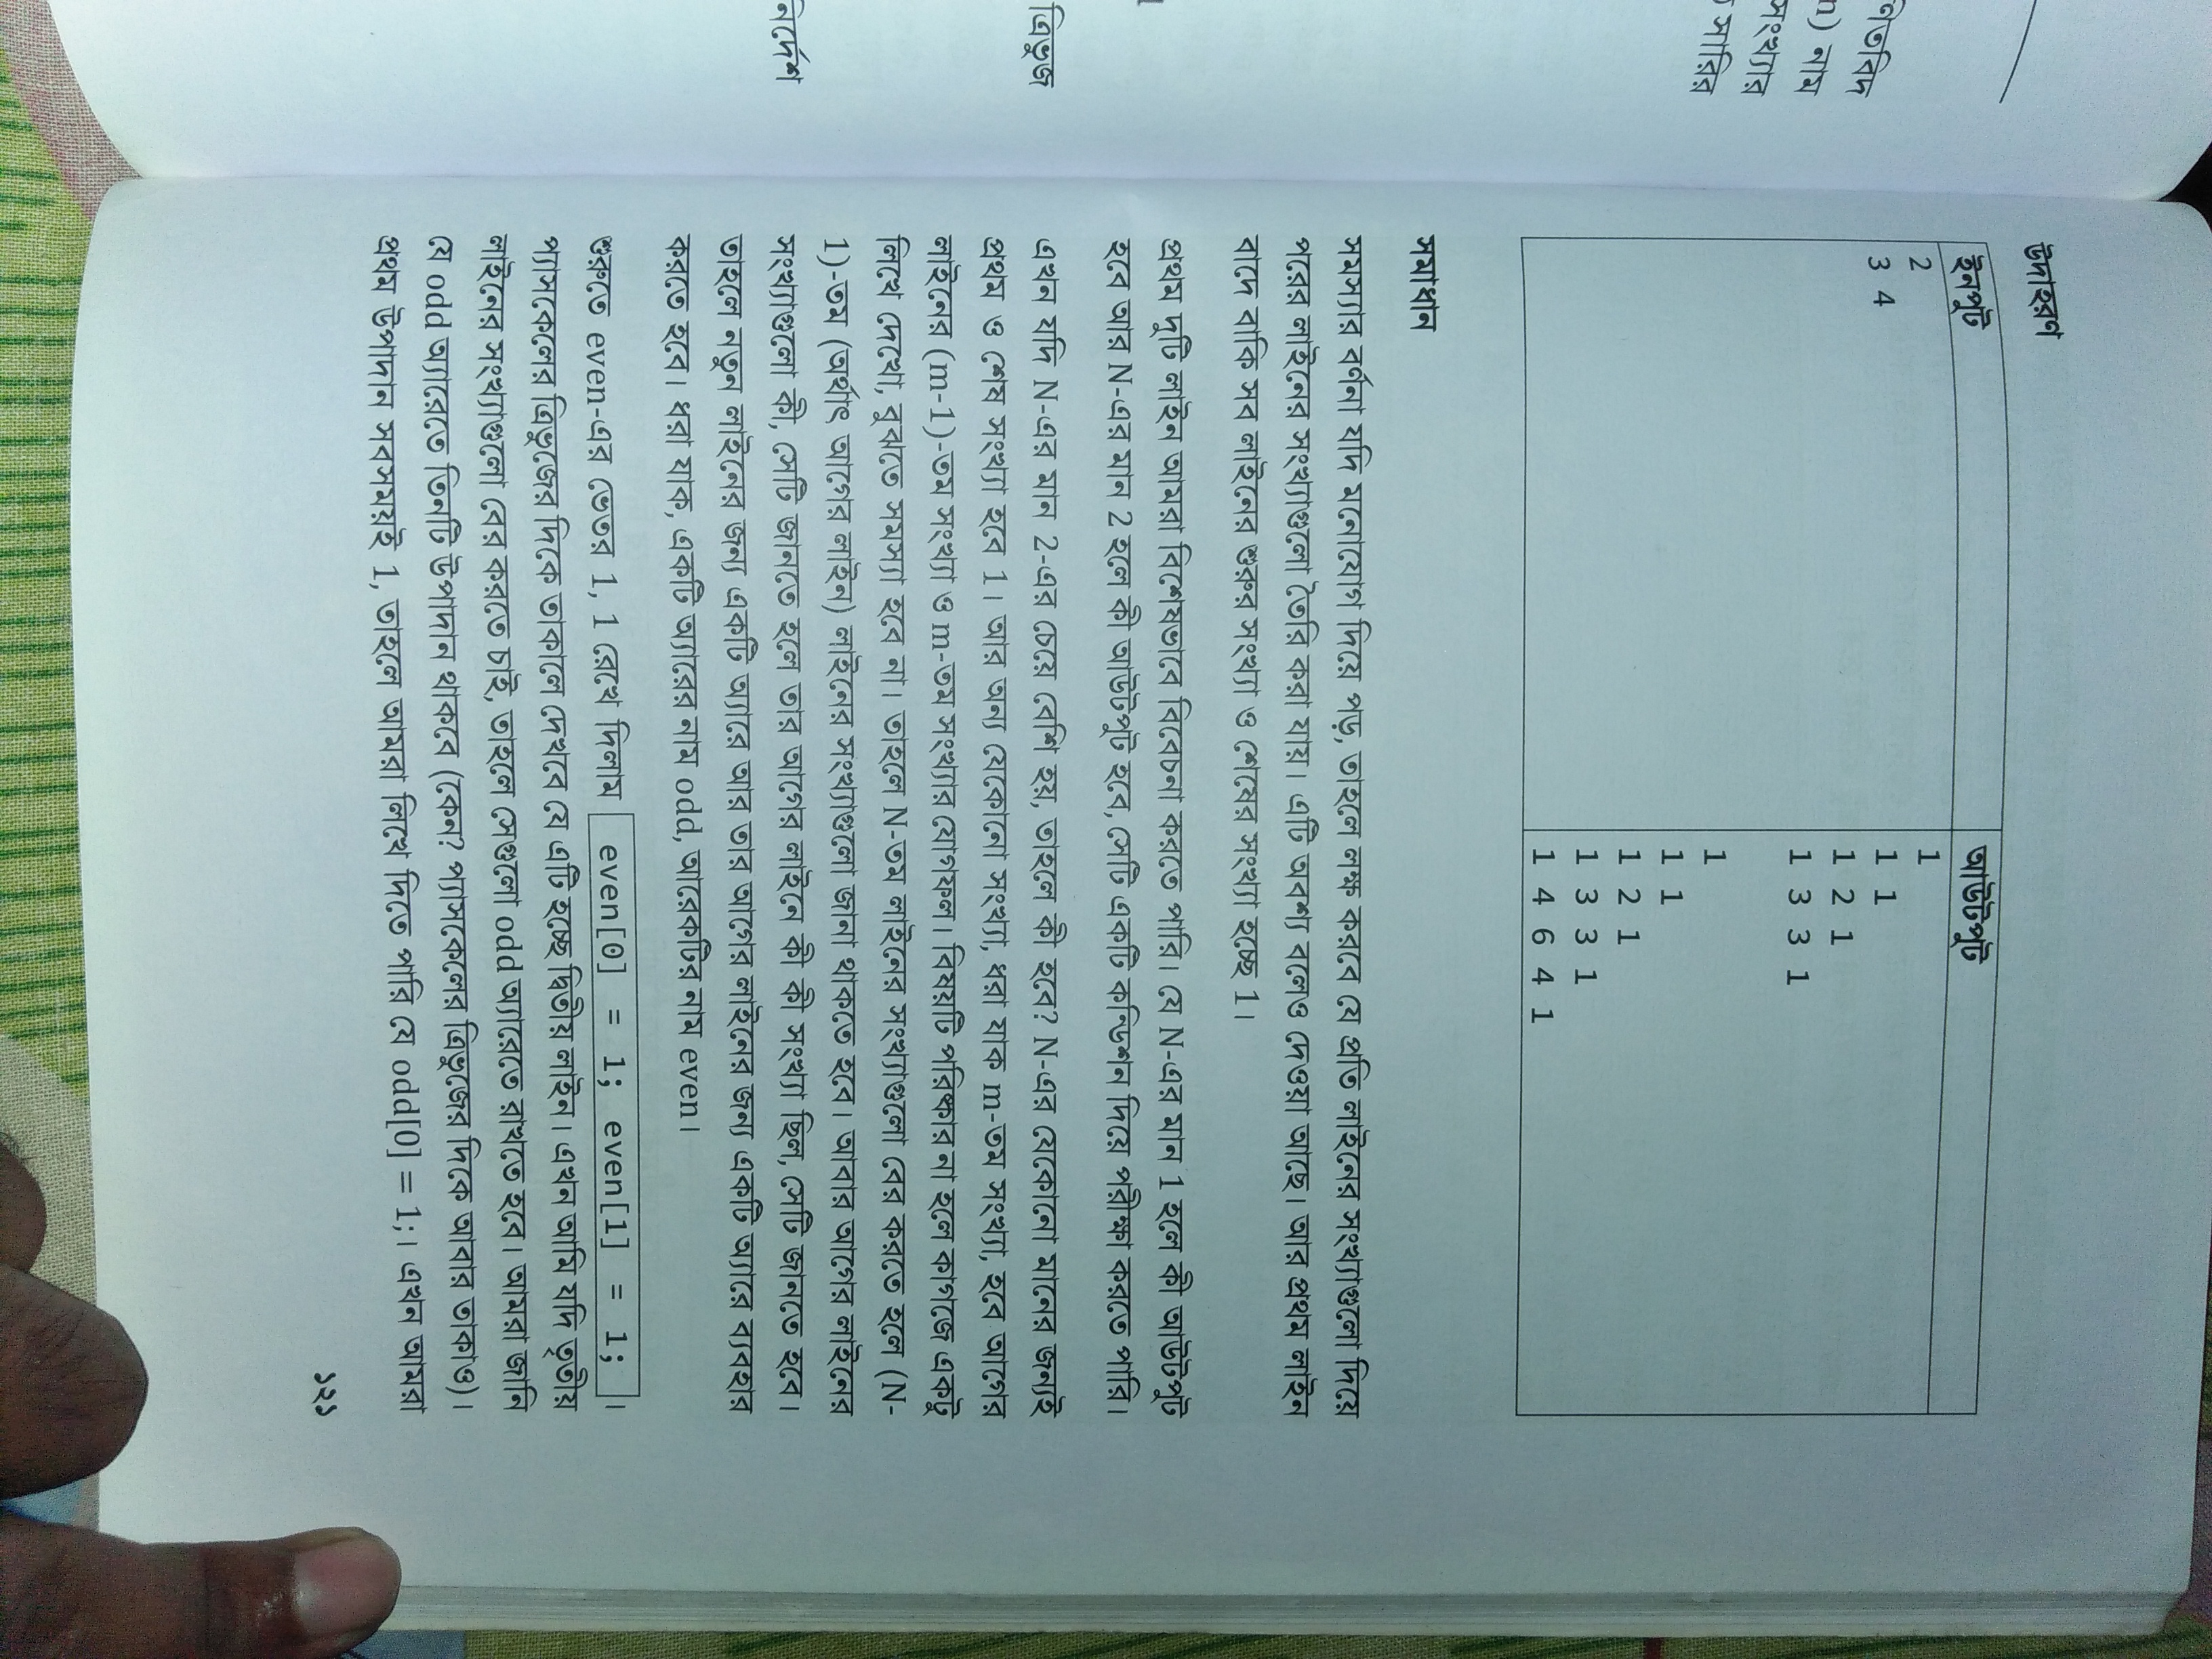 ণিতবিদ
n) নাম
সংখ্যার
সারির
ত্রিভুজ
নির্দেশ
উদাহরণ
ইনপুট আউটপুট
2 1
3 4 1 1
1 2 1
1 3 3 1
1
1 1
1 2 1
1 3 3 1
1 4 6 4 1
সমাধান
সমস্যার বর্ণনা যদি মনোযোগ দিয়ে পড়, তাহলে লক্ষ করবে যে প্রতি লাইনের সংখ্যাগুলো দিয়ে
পরের লাইনের সংখ্যাগুলো তৈরি করা যায়। এটি অবশ্য বলেও দেওয়া আছে। আর প্রথম লাইন
বাদে বাকি সব লাইনের শুরুর সংখ্যা ও শেষের সংখ্যা হচ্ছে 1।
প্রথম দুটি লাইন আমরা বিশেষভাবে বিবেচনা করতে পারি। যে N-এর মান 1 হলে কী আউটপুট
হবে আর N-এর মান 2 হলে কী আউটপুট হবে, সেটি একটি কন্ডিশন দিয়ে পরীক্ষা করতে পারি।
এখন যদি N-এর মান 2-এর চেয়ে বেশি হয়, তাহলে কী হবে? N-এর যেকোনো মানের জন্যই
প্রথম ও শেষ সংখ্যা হবে 1। আর অন্য যেকোনো সংখ্যা, ধরা যাক m-তম সংখ্যা, হবে আগের
লাইনের (m-1)-তম সংখ্যা ও m-তম সংখ্যার যোগফল। বিষয়টি পরিষ্কার না হলে কাগজে একটু
লিখে দেখো, বুঝতে সমস্যা হবে না। তাহলে N-তম লাইনের সংখ্যাগুলো বের করতে হলে (N-
1)-তম (অর্থাৎ আগের লাইন) লাইনের সংখ্যাগুলো জানা থাকতে হবে। আবার আগের লাইনের
সংখ্যাগুলো কী, সেটি জানতে হলে তার আগের লাইনে কী কী সংখ্যা ছিল, সেটি জানতে হবে।
তাহলে নতুন লাইনের জন্য একটি অ্যারে আর তার আগের লাইনের জন্য একটি অ্যারে ব্যবহার
করতে হবে। ধরা যাক, একটি অ্যারের নাম odd, আরেকটির নাম even।
শুরুতে even-এর ভেতর 1, 1 রেখে দিলাম even[0] = 1; even[1] = 1; ।
প্যাসকেলের ত্রিভুজের দিকে তাকালে দেখবে যে এটি হচ্ছে দ্বিতীয় লাইন। এখন আমি যদি তৃতীয়
লাইনের সংখ্যাগুলো বের করতে চাই, তাহলে সেগুলো odd অ্যারেতে রাখতে হবে। আমরা জানি
যে odd অ্যারেতে তিনটি উপাদান থাকবে (কেন? প্যাসকেলের ত্রিভুজের দিকে আবার তাকাও)।
প্রথম উপাদান সবসময়ই 1, তাহলে আমরা লিখে দিতে পারি যে odd[0] = 1;। এখন আমরা
১২১